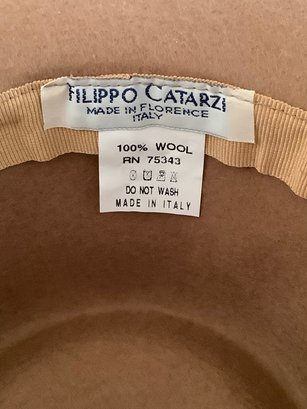 FILIPPO CATARZI
MADE IN FLORENCE
ITALY
100% WOOL
RN 75343
DO NOT WASH
MADE IN ITALY